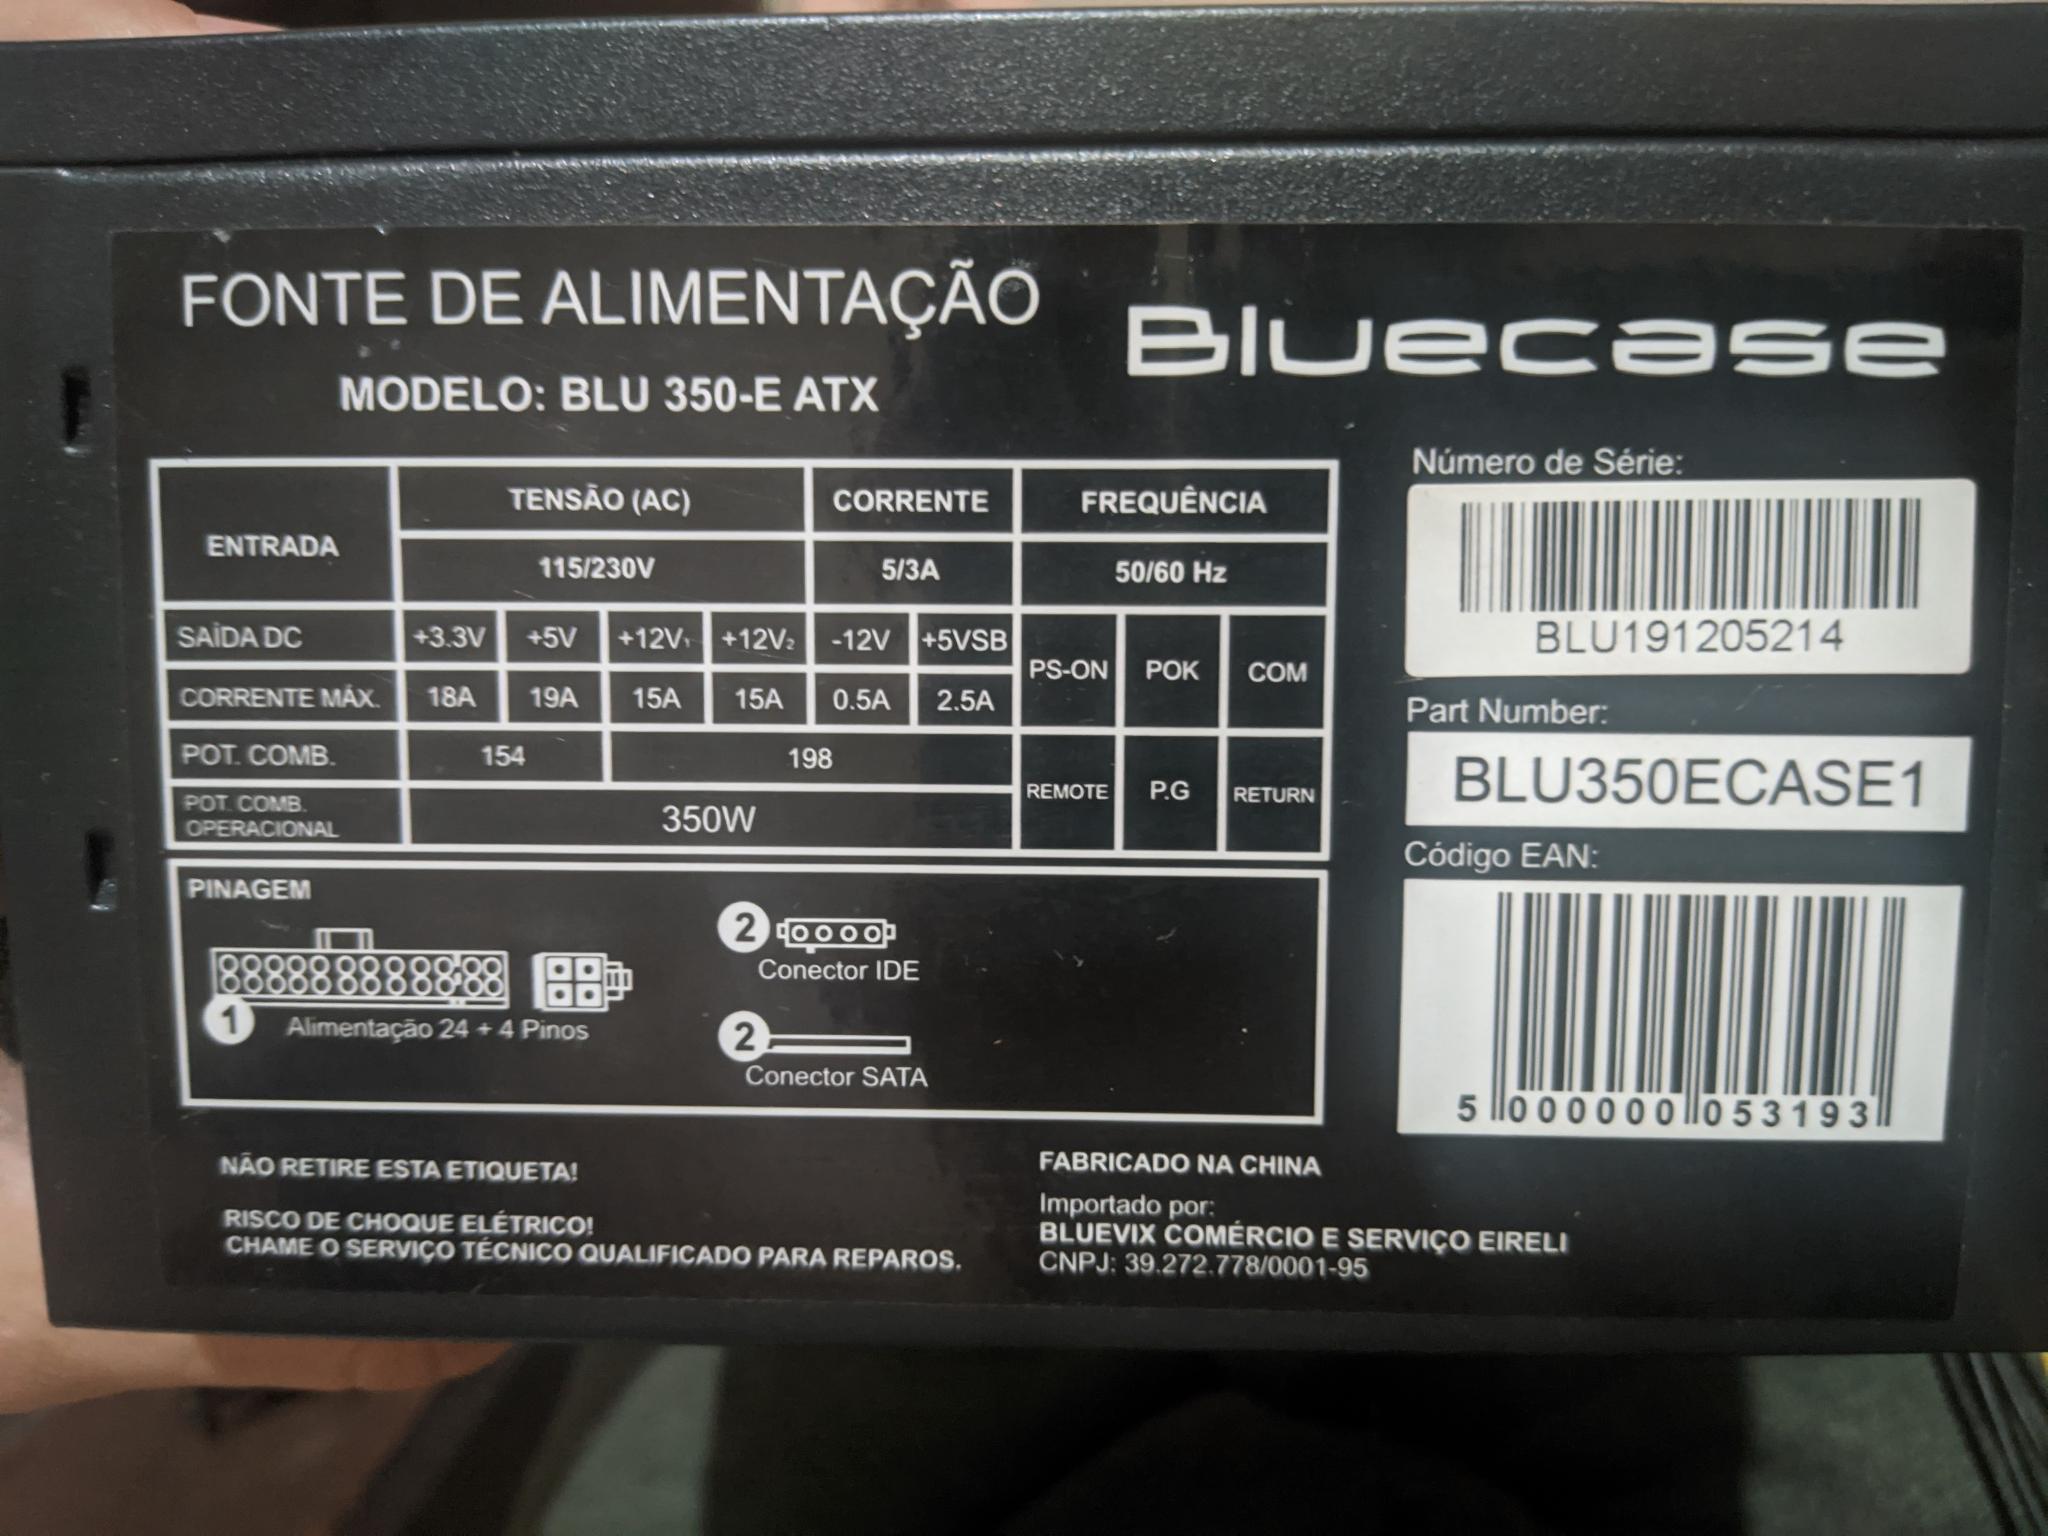 FONTE DE ALIMENTAÇÃO
MODELO: BLU 350-E ATX
Bluecase
ENTRADA TENSÃO (AC) CORRENTE FREQUÊNCIA
115/230V 5/3A 50/60 Hz
SAÍDA DC +3.3V +5V +12V1 +12V2 -12V +5VSB PS-ON POK COM
CORRENTE MÁX. 18A 19A 15A 15A 0.5A 2.5A
POT. COMB. 154 198 REMOTE P.G RETURN
POT. COMB.
OPERACIONAL 350W
PINAGEM
1 Alimentação 24 + 4 Pinos
2 Conector IDE
2 Conector SATA
Número de Série:
BLU191205214
Part Number:
BLU350ECASE1
Código EAN:
5 000000 053193
NÃO RETIRE ESTA ETIQUETA!
RISCO DE CHOQUE ELÉTRICO!
CHAME O SERVIÇO TÉCNICO QUALIFICADO PARA REPAROS.
FABRICADO NA CHINA
Importado por:
BLUEVIX COMÉRCIO E SERVIÇO EIRELI
CNPJ: 39.272.778/0001-95